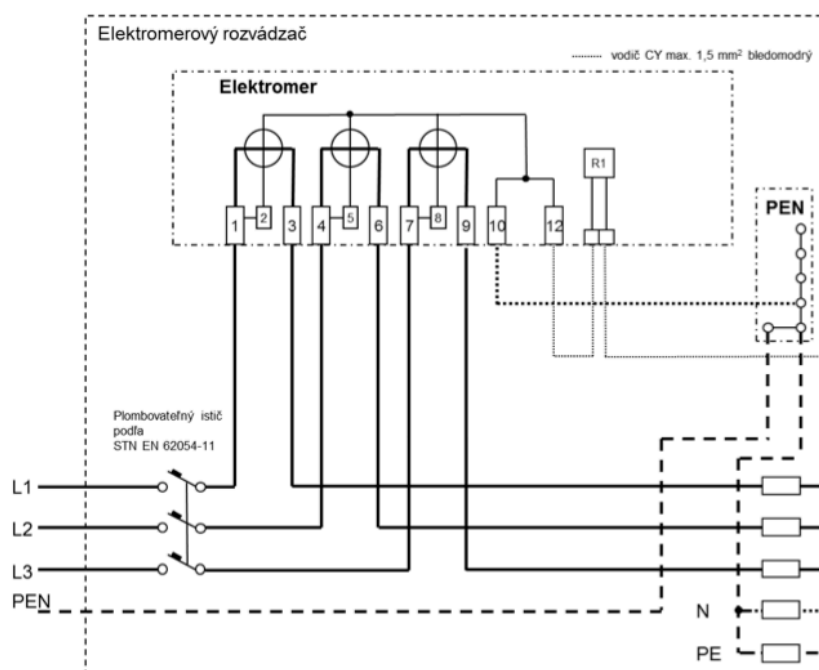 Elektromerový rozvádzač
vodič CY max. 1,5 mm² bledomodrý
Elektromer
R1
PEN
1 2 3 4 5 6 7 8 9 10 12
Plombovateľný istič
podľa
STN EN 62054-11
L1
L2
L3
PEN
N
PE